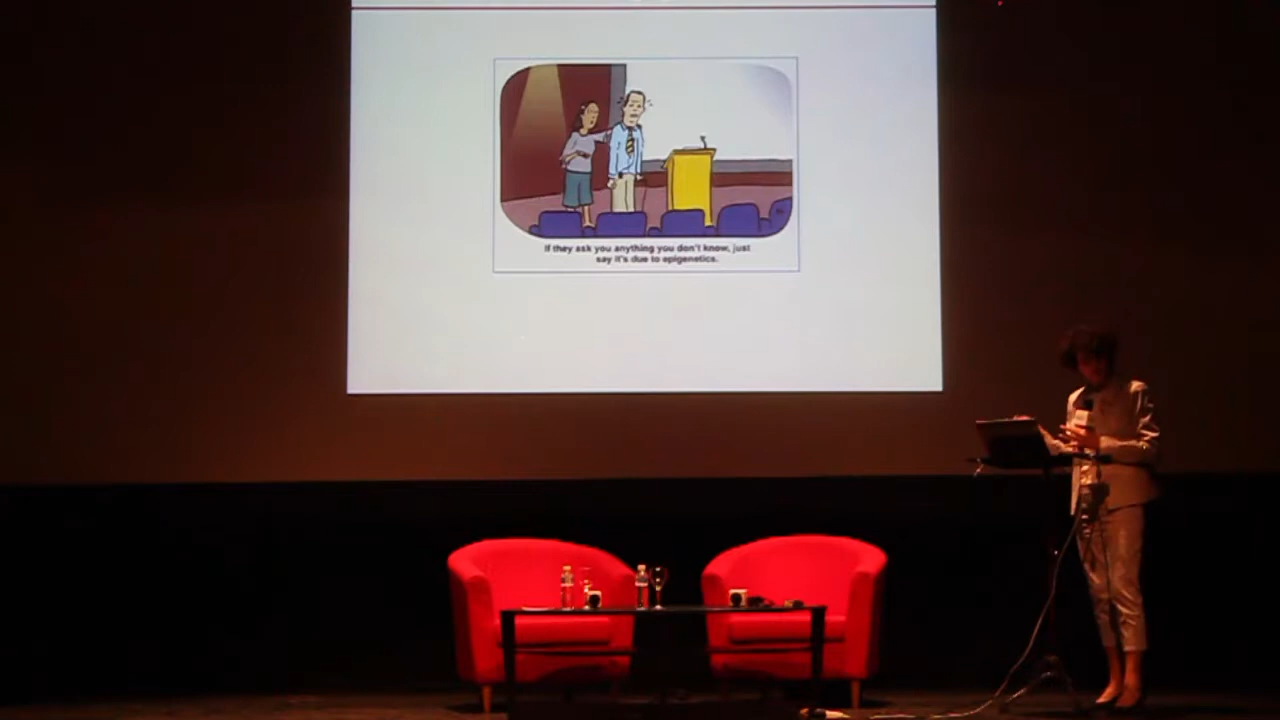 If they ask you anything you don't know, just
say it's due to epigenetics.